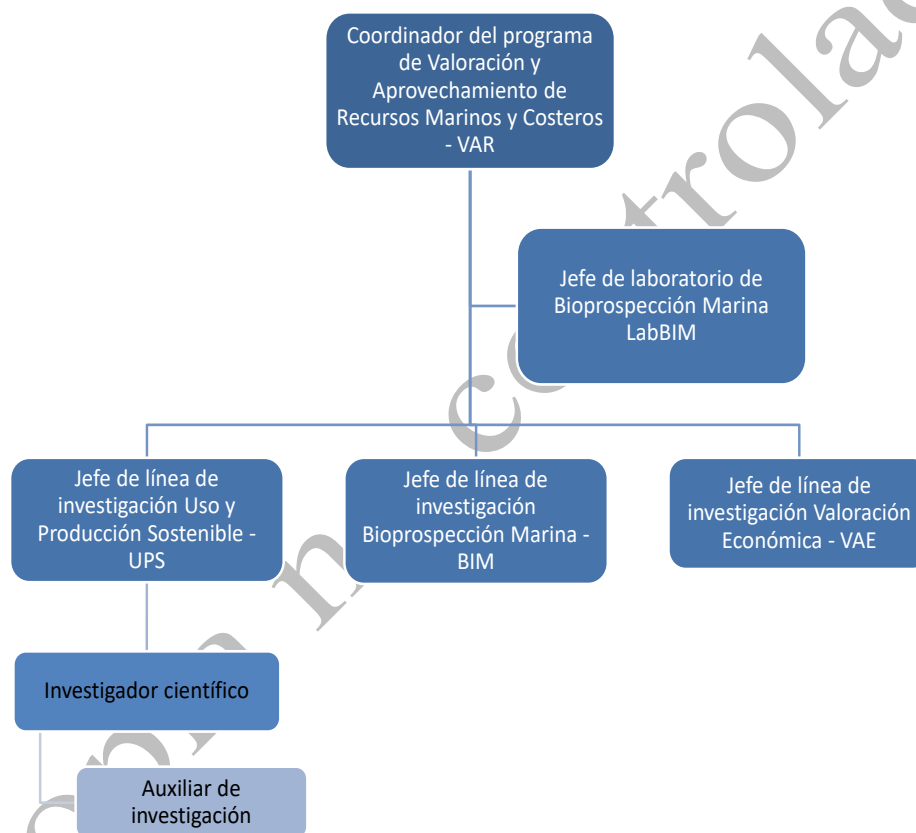 Coordinador del programa
de Valoración y
Aprovechamiento de
Recursos Marinos y Costeros
- VAR
Jefe de laboratorio de
Bioprospección Marina
LabBIM
Jefe de línea de
investigación Uso y
Producción Sostenible -
UPS
Jefe de línea de
investigación
Bioprospección Marina -
BIM
Jefe de línea de
investigación Valoración
Económica - VAE
Investigador científico
Auxiliar de
investigación